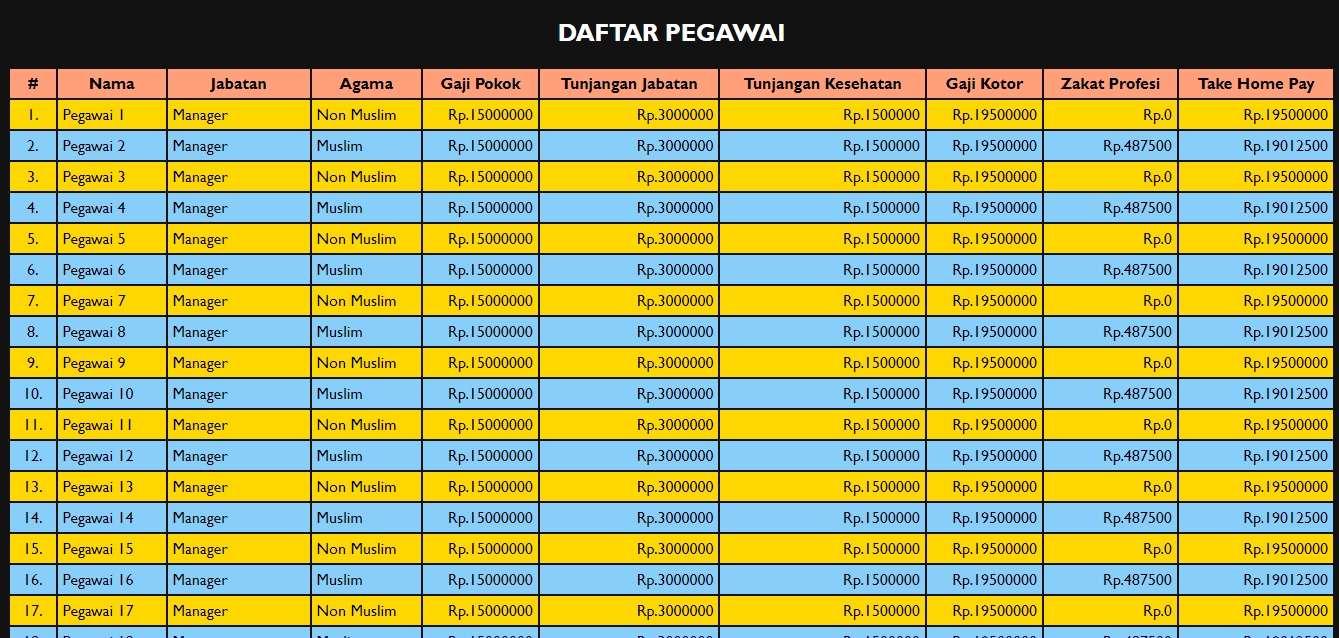 DAFTAR PEGAWAI
# Nama Jabatan Agama Gaji Pokok Tunjangan Jabatan Tunjangan Kesehatan Gaji Kotor Zakat Profesi Take Home Pay
1. Pegawai 1 Manager Non Muslim Rp.15000000 Rp.3000000 Rp.1500000 Rp.19500000 Rp.0 Rp.19500000
2. Pegawai 2 Manager Muslim Rp.15000000 Rp.3000000 Rp.1500000 Rp.19500000 Rp.487500 Rp.19012500
3. Pegawai 3 Manager Non Muslim Rp.15000000 Rp.3000000 Rp.1500000 Rp.19500000 Rp.0 Rp.19500000
4. Pegawai 4 Manager Muslim Rp.15000000 Rp.3000000 Rp.1500000 Rp.19500000 Rp.487500 Rp.19012500
5. Pegawai 5 Manager Non Muslim Rp.15000000 Rp.3000000 Rp.1500000 Rp.19500000 Rp.0 Rp.19500000
6. Pegawai 6 Manager Muslim Rp.15000000 Rp.3000000 Rp.1500000 Rp.19500000 Rp.487500 Rp.19012500
7. Pegawai 7 Manager Non Muslim Rp.15000000 Rp.3000000 Rp.1500000 Rp.19500000 Rp.0 Rp.19500000
8. Pegawai 8 Manager Muslim Rp.15000000 Rp.3000000 Rp.1500000 Rp.19500000 Rp.487500 Rp.19012500
9. Pegawai 9 Manager Non Muslim Rp.15000000 Rp.3000000 Rp.1500000 Rp.19500000 Rp.0 Rp.19500000
10. Pegawai 10 Manager Muslim Rp.15000000 Rp.3000000 Rp.1500000 Rp.19500000 Rp.487500 Rp.19012500
11. Pegawai 11 Manager Non Muslim Rp.15000000 Rp.3000000 Rp.1500000 Rp.19500000 Rp.0 Rp.19500000
12. Pegawai 12 Manager Muslim Rp.15000000 Rp.3000000 Rp.1500000 Rp.19500000 Rp.487500 Rp.19012500
13. Pegawai 13 Manager Non Muslim Rp.15000000 Rp.3000000 Rp.1500000 Rp.19500000 Rp.0 Rp.19500000
14. Pegawai 14 Manager Muslim Rp.15000000 Rp.3000000 Rp.1500000 Rp.19500000 Rp.487500 Rp.19012500
15. Pegawai 15 Manager Non Muslim Rp.15000000 Rp.3000000 Rp.1500000 Rp.19500000 Rp.0 Rp.19500000
16. Pegawai 16 Manager Muslim Rp.15000000 Rp.3000000 Rp.1500000 Rp.19500000 Rp.487500 Rp.19012500
17. Pegawai 17 Manager Non Muslim Rp.15000000 Rp.3000000 Rp.1500000 Rp.19500000 Rp.0 Rp.19500000